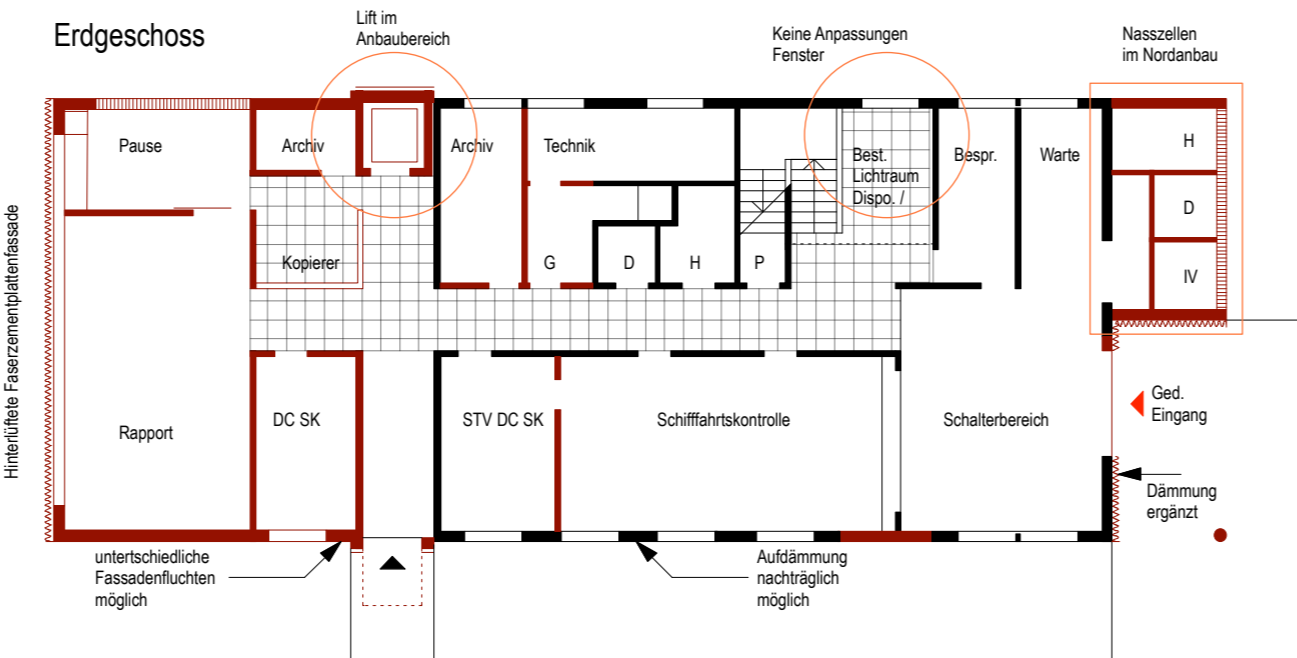 Erdgeschoss
Lift im
Anbaubereich
Keine Anpassungen
Fenster
Nasszellen
im Nordanbau
Pause
Archiv
Archiv
Technik
Best.
Lichtraum
Dispo. /
Bespr.
Warte
H
D
IV
Kopierer
G
D
H
P
Hinterlüftete Faserzementplattenfassade
Rapport
DC SK
STV DC SK
Schifffahrtskontrolle
Schalterbereich
Ged.
Eingang
Dämmung
ergänzt
untertschiedliche
Fassadenfluchten
möglich
Aufdämmung
nachträglich
möglich